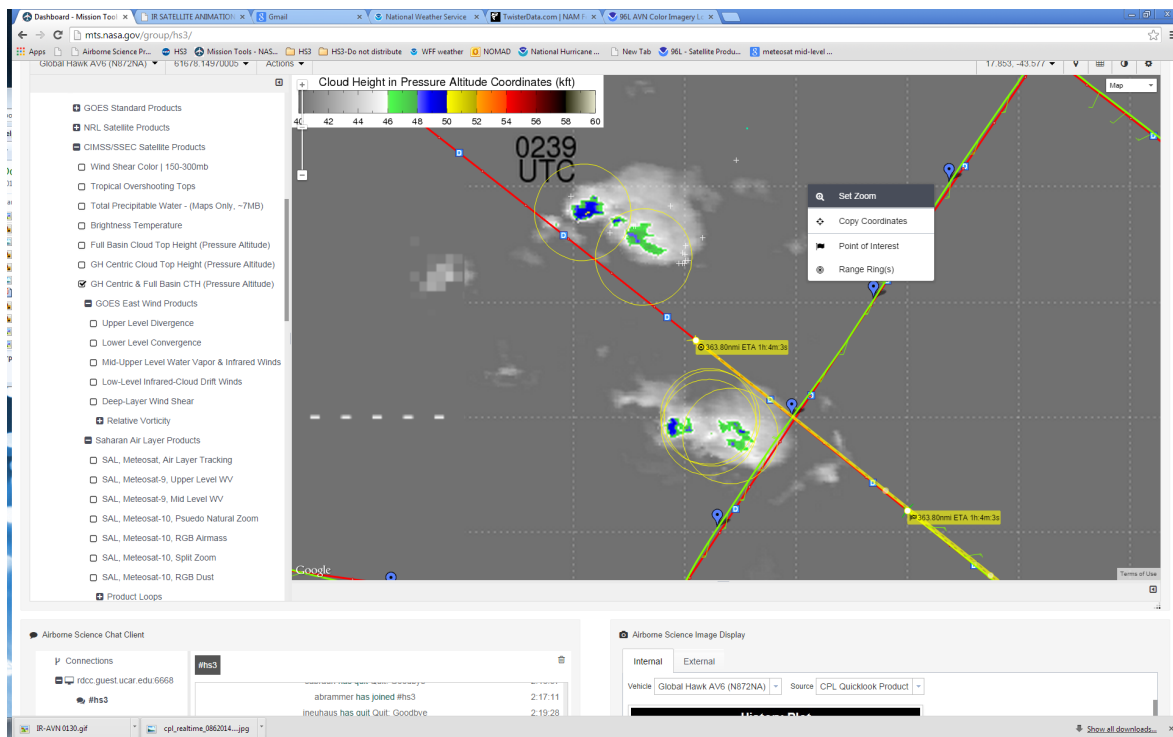 Dashboard - Mission Tool
IR SATELLITE ANIMATION
Gmail
National Weather Service
TwisterData.com | NAM F
96L AVN Color Imagery L
mts.nasa.gov/group/hs3/
Apps
Airborne Science Pr...
HS3
Mission Tools - NAS...
HS3
HS3-Do not distribute
WFF weather
NOMAD
National Hurricane ...
New Tab
96L - Satellite Produ...
meteosat mid-level ...
Global Hawk AV6 (N872NA)
61678.14970005
Actions
17.853, -43.577
GOES Standard Products
NRL Satellite Products
CIMSS/SSEC Satellite Products
Wind Shear Color | 150-300mb
Tropical Overshooting Tops
Total Precipitable Water - (Maps Only, ~7MB)
Brightness Temperature
Full Basin Cloud Top Height (Pressure Altitude)
GH Centric Cloud Top Height (Pressure Altitude)
GH Centric & Full Basin CTH (Pressure Altitude)
GOES East Wind Products
Upper Level Divergence
Lower Level Convergence
Mid-Upper Level Water Vapor & Infrared Winds
Low-Level Infrared-Cloud Drift Winds
Deep-Layer Wind Shear
Relative Vorticity
Saharan Air Layer Products
SAL, Meteosat, Air Layer Tracking
SAL, Meteosat-9, Upper Level WV
SAL, Meteosat-9, Mid Level WV
SAL, Meteosat-10, Psuedo Natural Zoom
SAL, Meteosat-10, RGB Airmass
SAL, Meteosat-10, Split Zoom
SAL, Meteosat-10, RGB Dust
Product Loops
Cloud Height in Pressure Altitude Coordinates (kft)
40 42 44 46 48 50 52 54 56 58 60
0239
UTC
Map
Set Zoom
Copy Coordinates
Point of Interest
Range Ring(s)
363.80nmi ETA 1h:4m:3s
363.80nmi ETA 1h:4m:3s
Google
Terms of Use
Airborne Science Chat Client
Connections
rdcc.guest.ucar.edu:6668
#hs3
#hs3
abrammer has joined #hs3
2:17:11
ineuhaus has quit Quit: Goodbye
2:19:28
Airborne Science Image Display
Internal
External
Vehicle
Global Hawk AV6 (N872NA)
Source
CPL Quicklook Product
IR-AVN 0130.gif
cpl_realtime_0862014....jpg
Show all downloads...